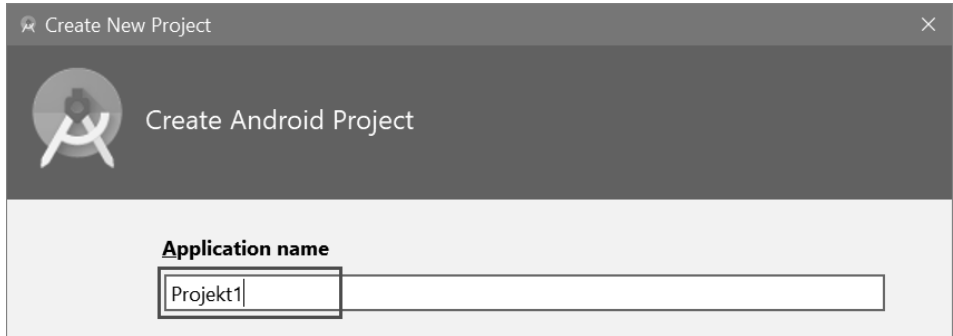 Create New Project
Create Android Project
Application name
Projekt1